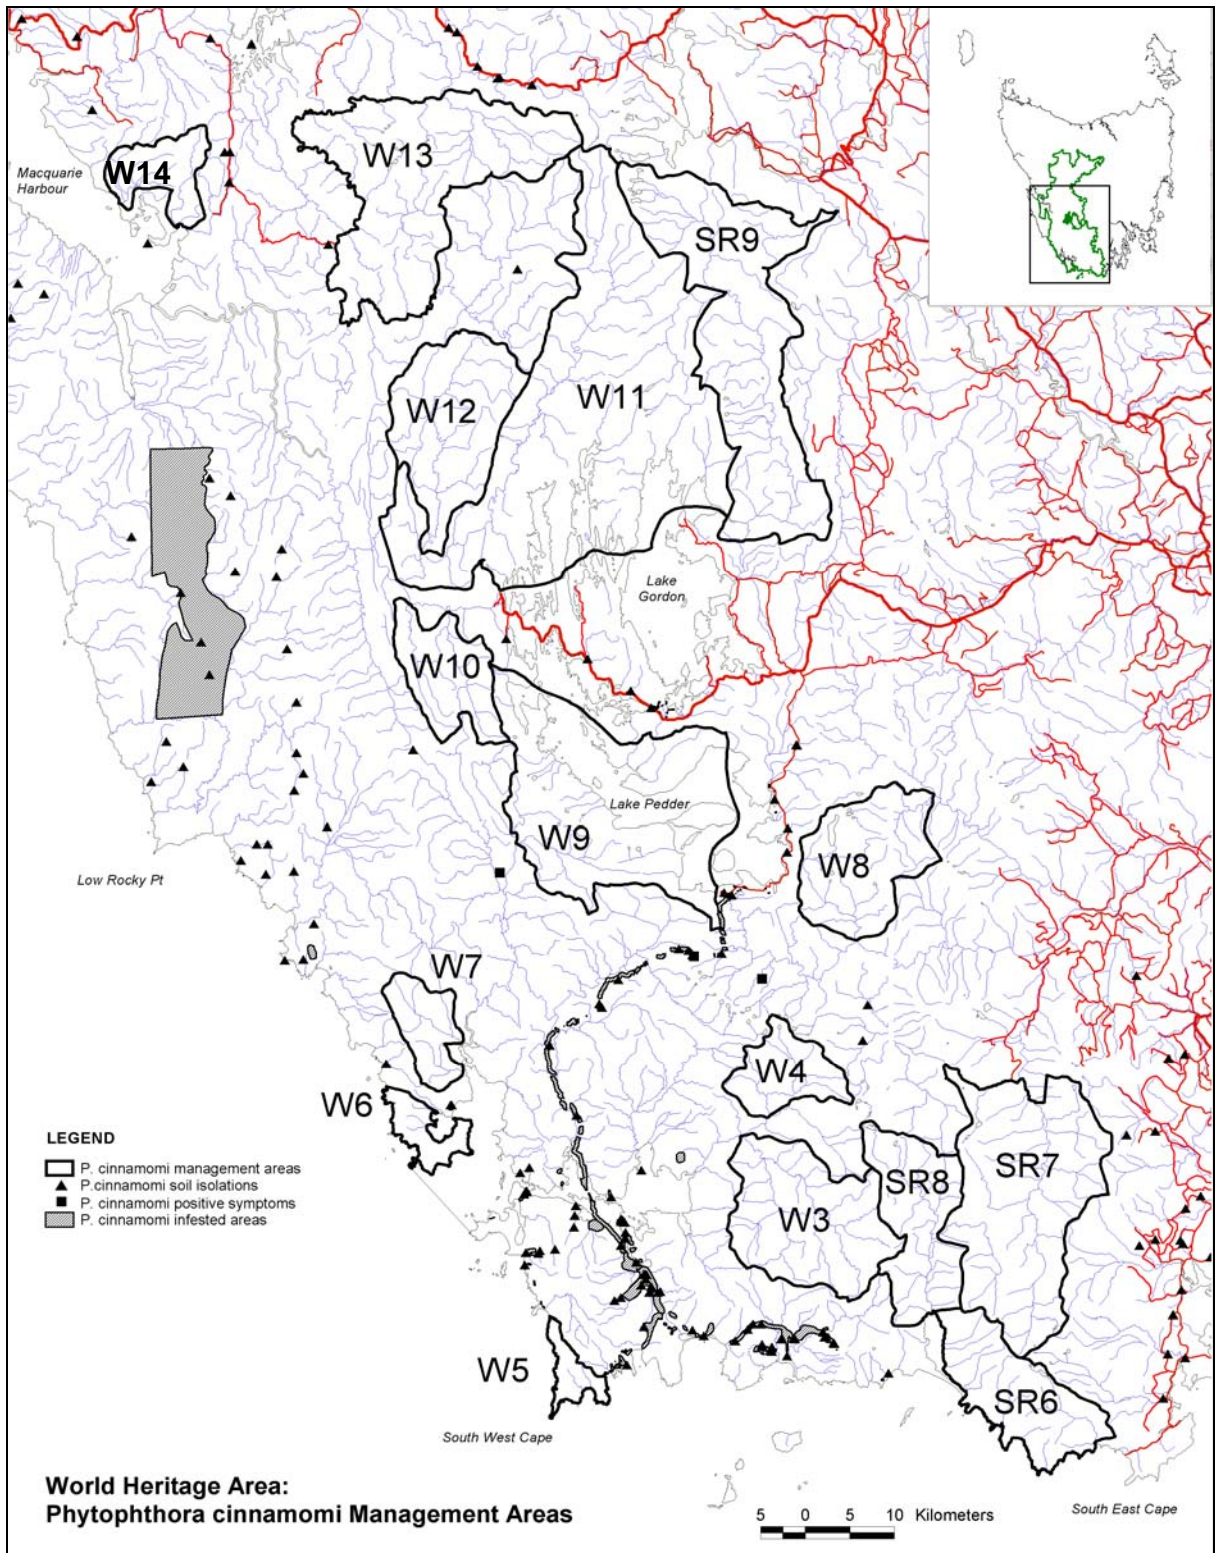 W13
W14
Macquarie
Harbour
SR9
W12
W11
Lake
Gordon
W10
Lake Pedder
W9
W8
Low Rocky Pt
W7
W4
W6
LEGEND
P. cinnamomi management areas
P.cinnamomi soil isolations
P. cinnamomi positive symptoms
P. cinnamomi infested areas
SR7
SR8
W3
W5
SR6
South West Cape
World Heritage Area:
Phytophthora cinnamomi Management Areas
South East Cape
5 0 5 10 Kilometers